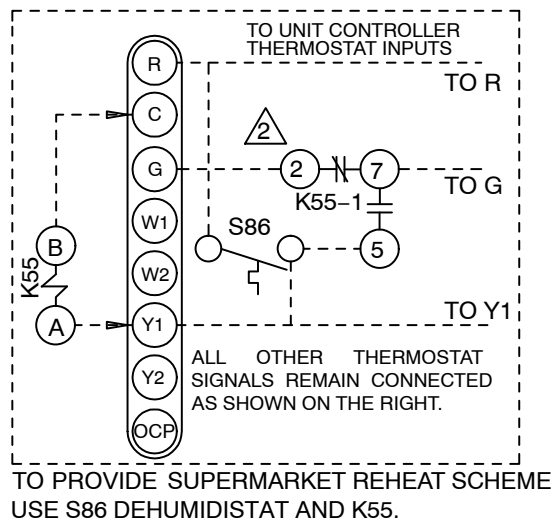 TO UNIT CONTROLLER
THERMOSTAT INPUTS
R
TO R
C
2
G
2
7
TO G
K55-1
W1
S86
B
5
K55
W2
A
Y1
TO Y1
ALL OTHER THERMOSTAT
SIGNALS REMAIN CONNECTED
AS SHOWN ON THE RIGHT.
Y2
OCP
TO PROVIDE SUPERMARKET REHEAT SCHEME
USE S86 DEHUMIDISTAT AND K55.